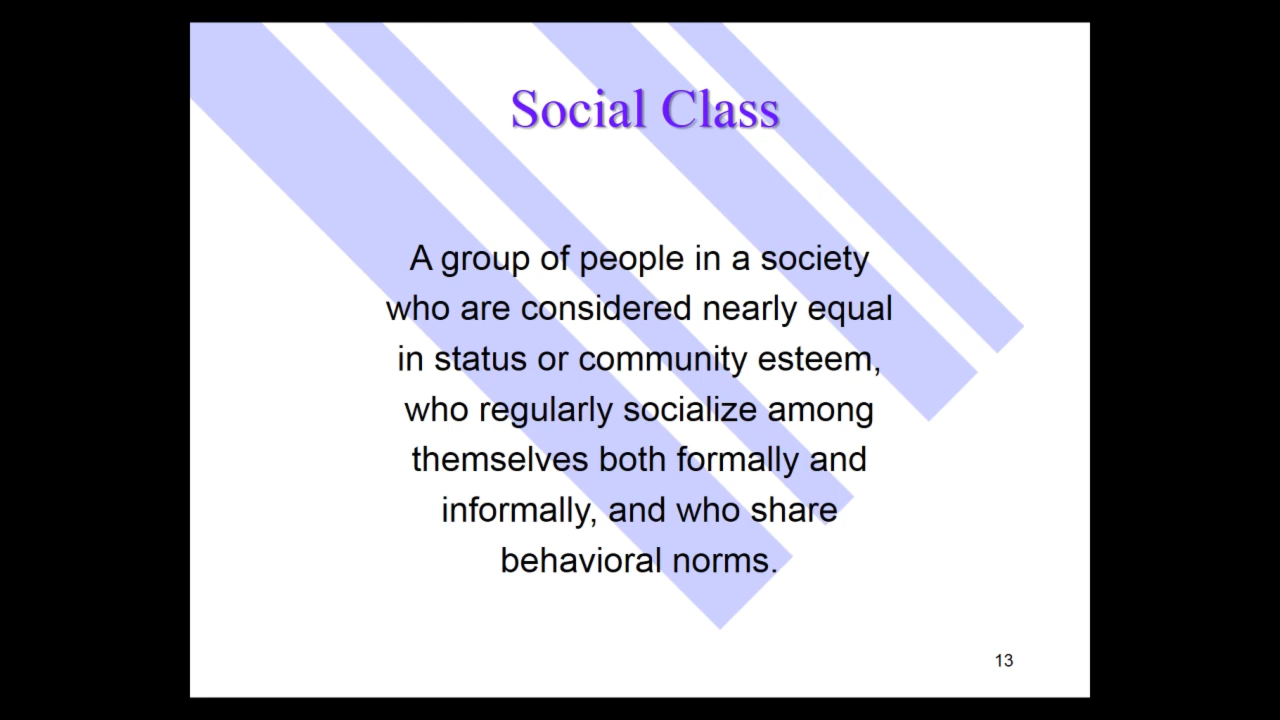 Social Class
A group of people in a society
who are considered nearly equal
in status or community esteem,
who regularly socialize among
themselves both formally and
informally, and who share
behavioral norms.
13